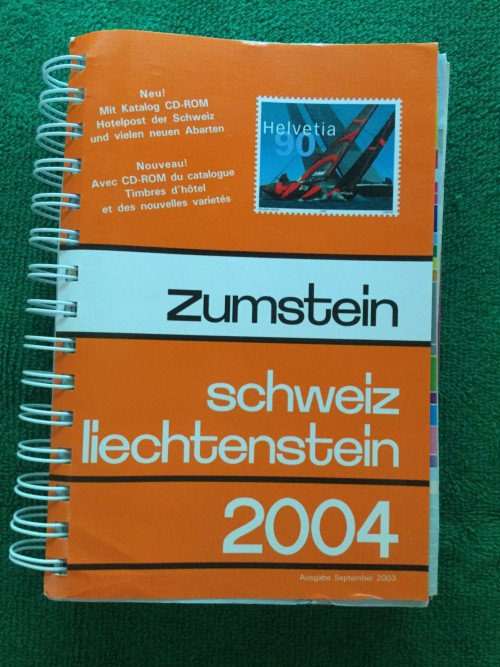 Neu!
Mit Katalog CD-ROM
Hotelpost der Schweiz
und vielen neuen Abarten
Nouveau!
Avec CD-ROM du catalogue
Timbres d'hôtel
et des nouvelles varietés
Helvetia
90
zumstein
schweiz
liechtenstein
2004
Ausgabe September 2003